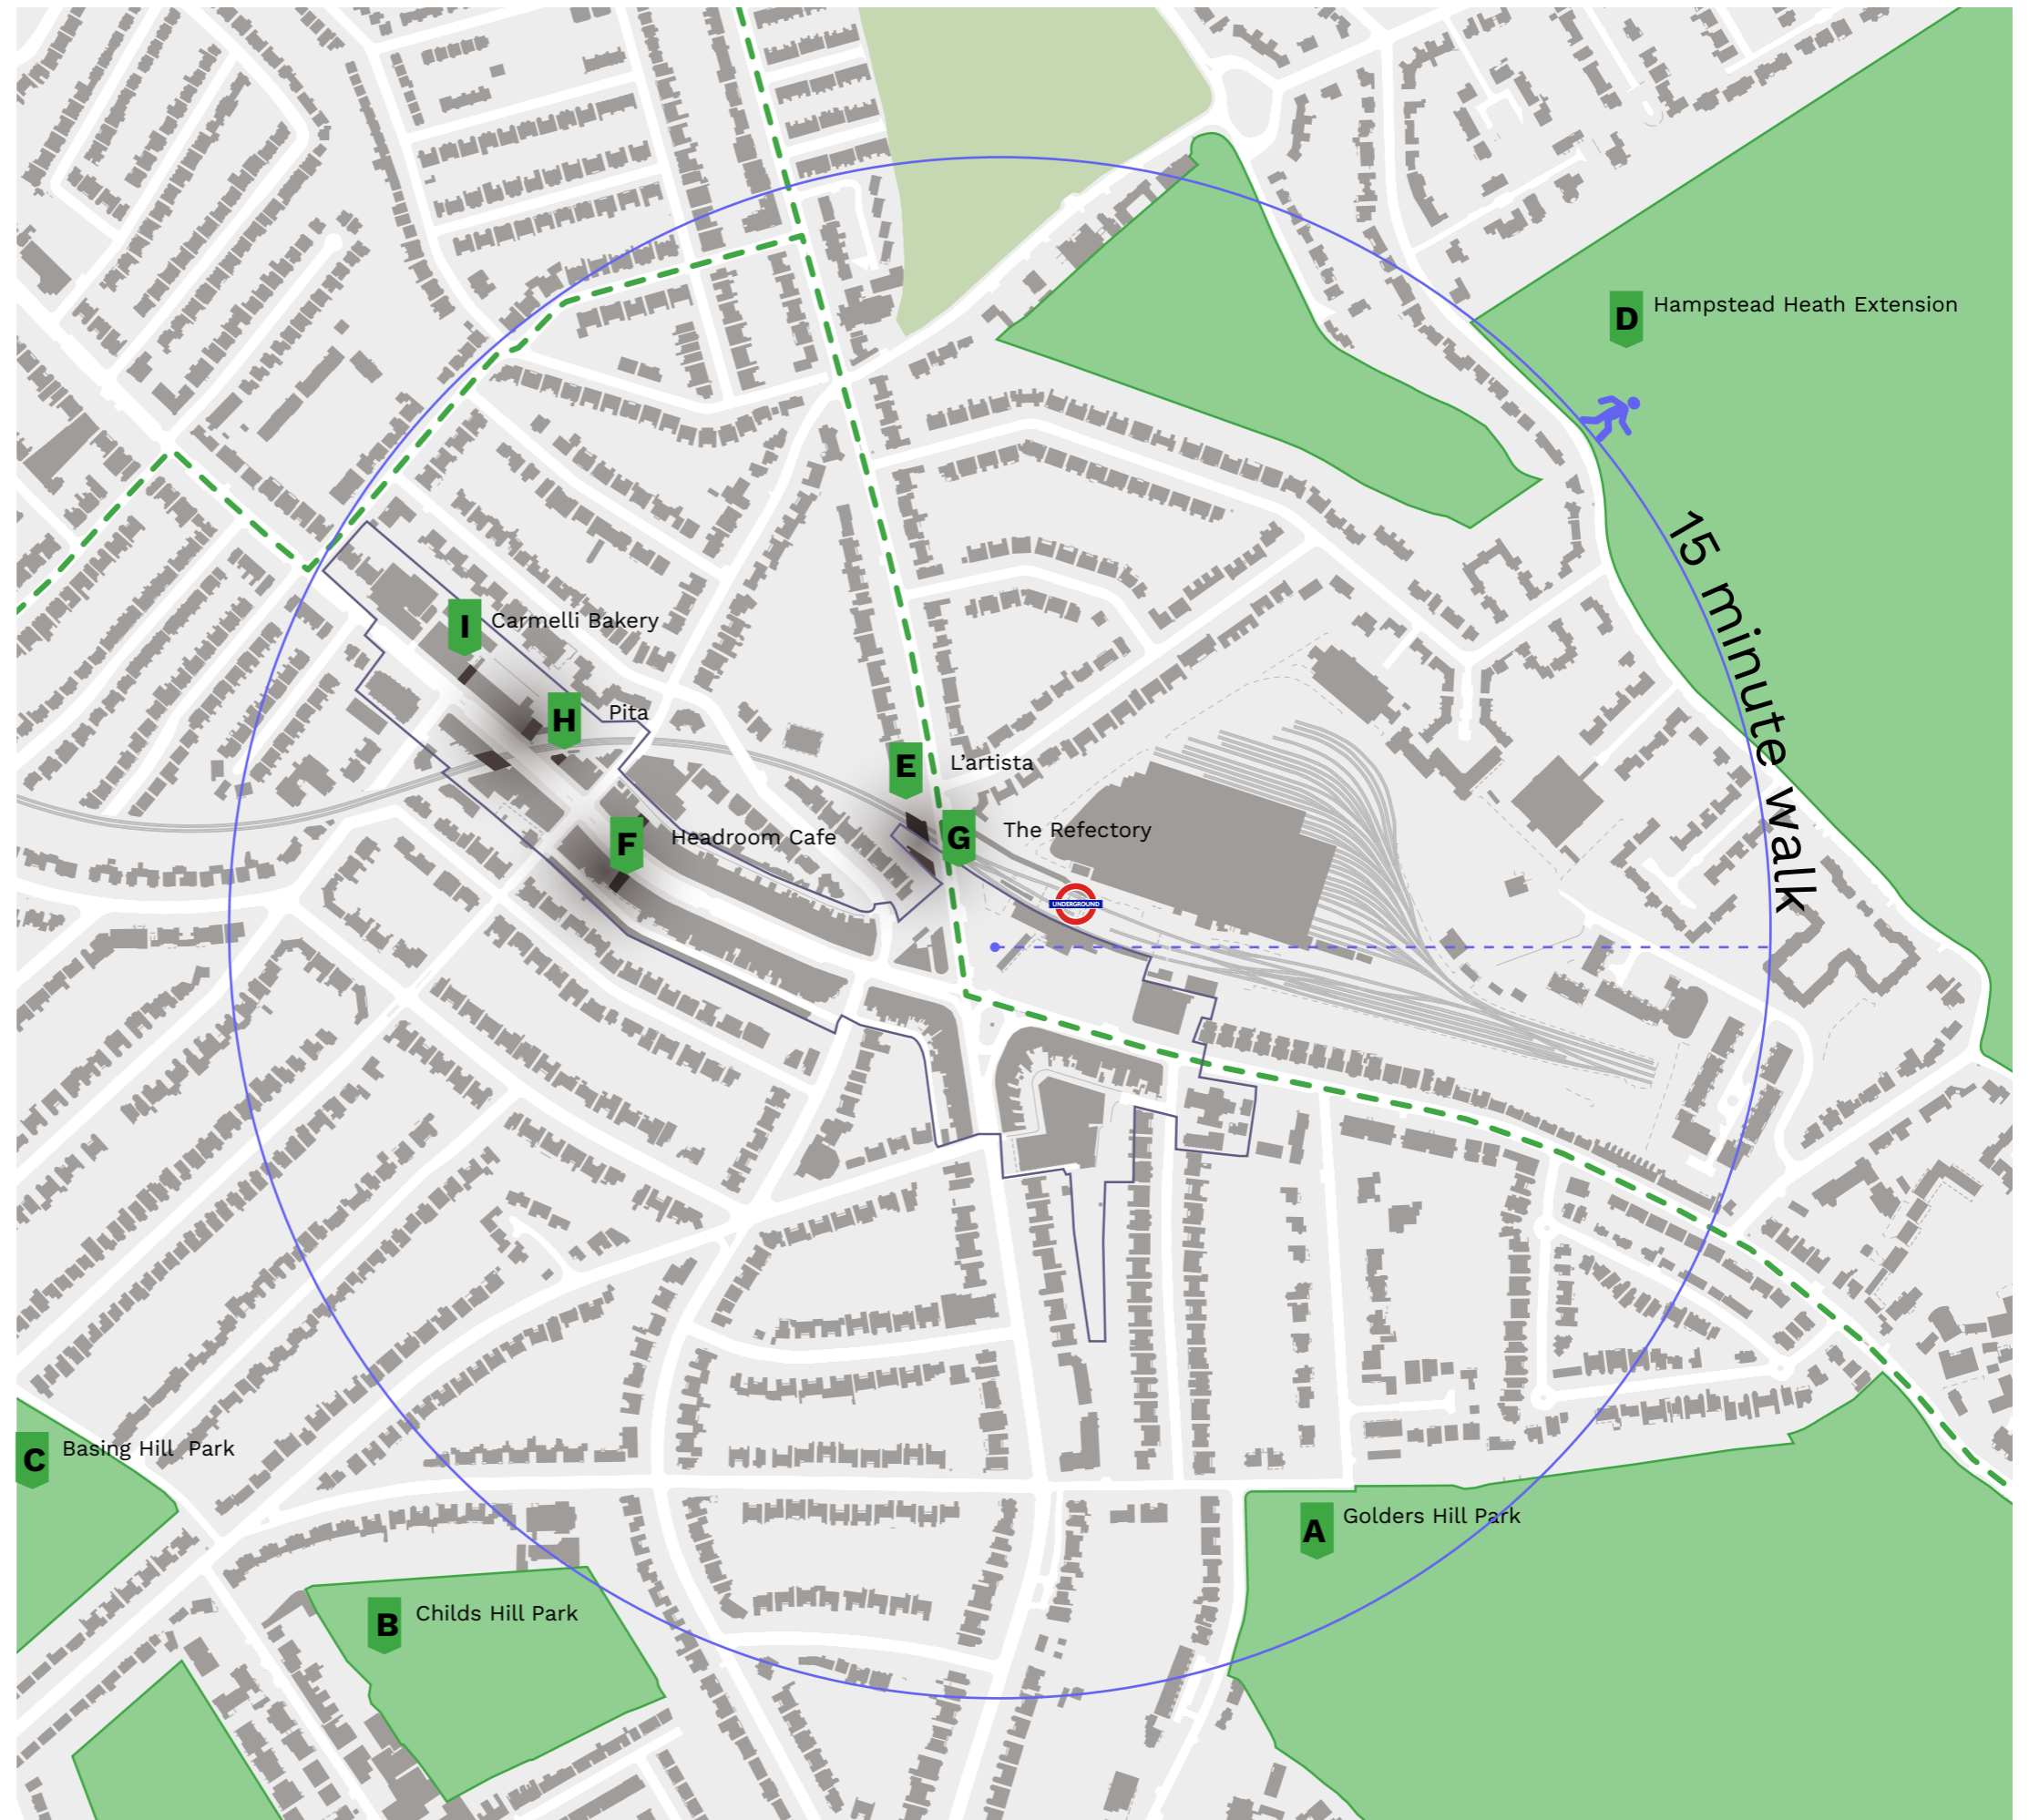 D
Hampstead Heath Extension
15 minute walk
I
Carmelli Bakery
H
Pita
E
L'artista
F
Headroom Cafe
G
The Refectory
UNDERGROUND
C
Basing Hill Park
A
Golders Hill Park
B
Childs Hill Park